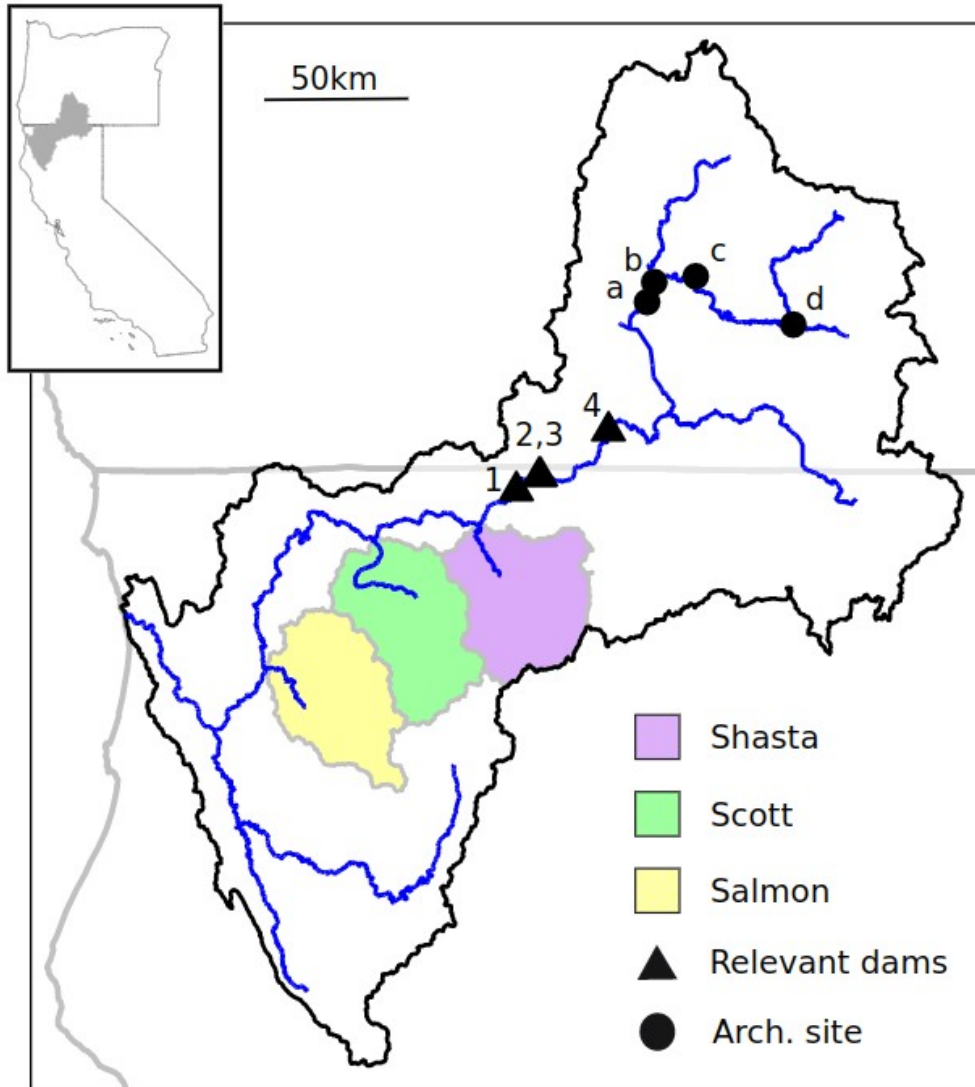 50km
b
c
a
d
4
2,3
1
Shasta
Scott
Salmon
Relevant dams
Arch. site